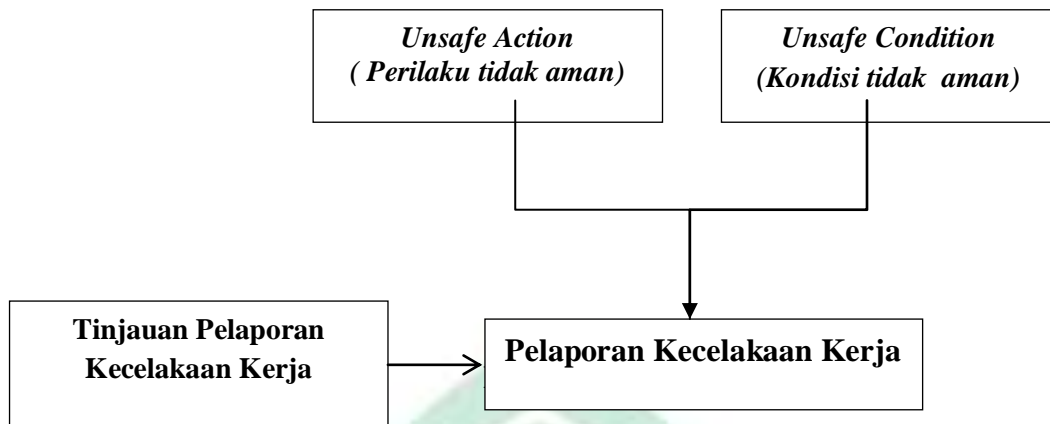 Unsafe Action
( Perilaku tidak aman)
Unsafe Condition
(Kondisi tidak aman)
Tinjauan Pelaporan
Kecelakaan Kerja
Pelaporan Kecelakaan Kerja